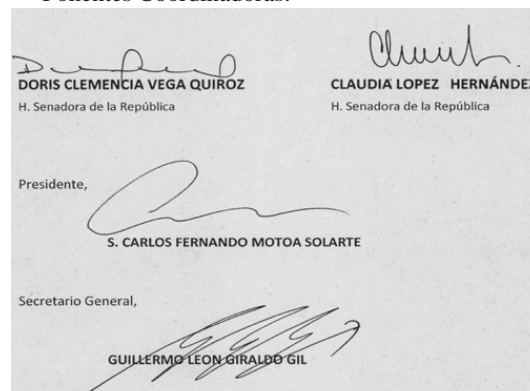 Ponentes Coordinadoras:
DORIS CLEMENCIA VEGA QUIROZ
CLAUDIA LOPEZ HERNÁNDEZ
H. Senadora de la República
H. Senadora de la República
Presidente,
S. CARLOS FERNANDO MOTOA SOLARTE
Secretario General,
GUILLERMO LEON GIRALDO GIL